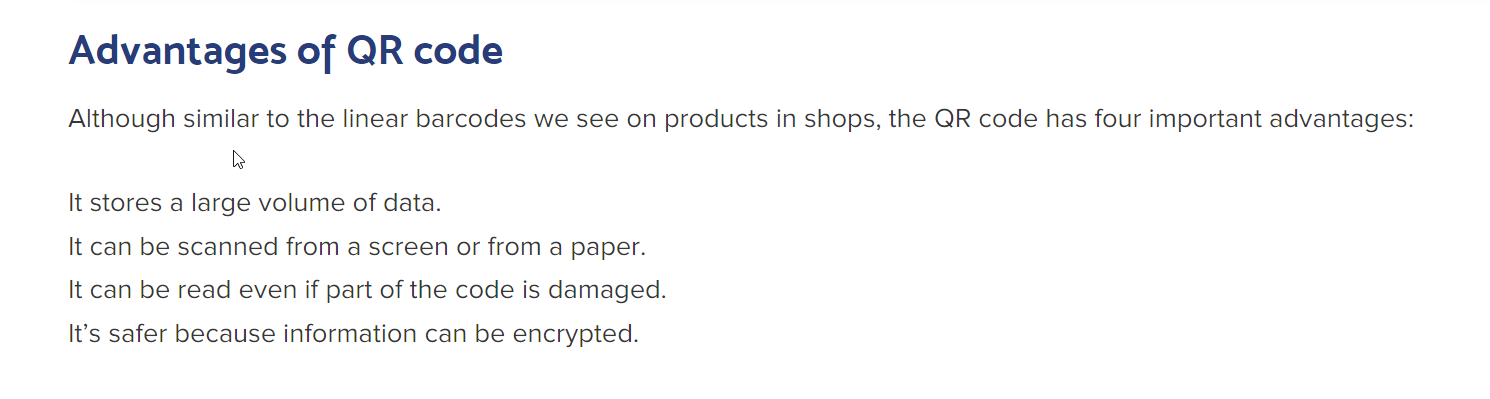 Advantages of QR code
Although similar to the linear barcodes we see on products in shops, the QR code has four important advantages:
It stores a large volume of data.
It can be scanned from a screen or from a paper.
It can be read even if part of the code is damaged.
It’s safer because information can be encrypted.